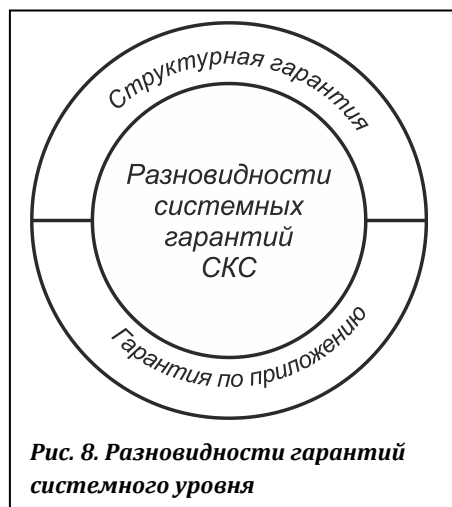 Структурная гарантия
Разновидности
системных
гарантий
СКС
Гарантия по приложению
Рис. 8. Разновидности гарантий
системного уровня